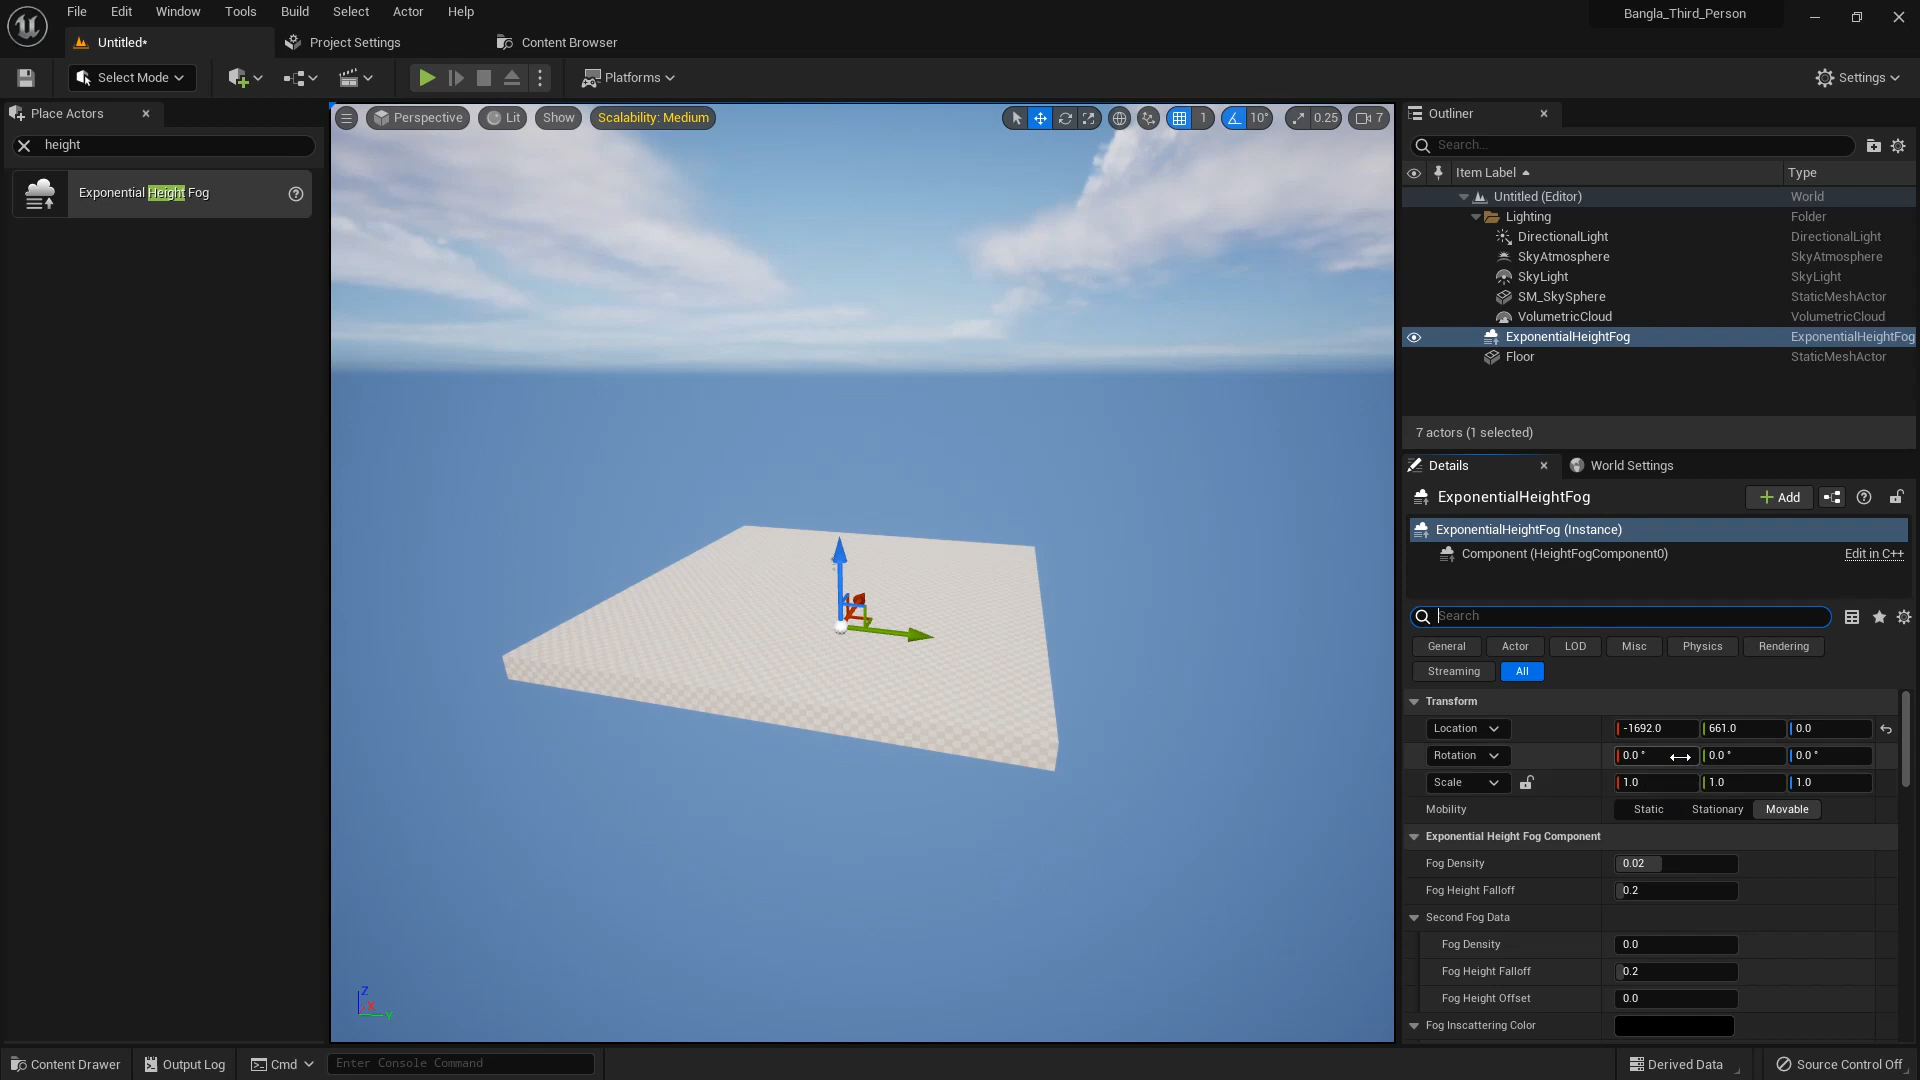 File Edit Window Tools Build Select Actor Help
Bangla_Third_Person
Untitled* Project Settings Content Browser
Select Mode Platforms Settings
Place Actors
height
Exponential Height Fog
Perspective Lit Show Scalability: Medium 1 10° 0.25 7
Outliner
Search...
Item Label Type
Untitled (Editor) World
Lighting Folder
DirectionalLight DirectionalLight
SkyAtmosphere SkyAtmosphere
SkyLight SkyLight
SM_SkySphere StaticMeshActor
VolumetricCloud VolumetricCloud
ExponentialHeightFog ExponentialHeightFog
Floor StaticMeshActor
7 actors (1 selected)
Details World Settings
ExponentialHeightFog Add
ExponentialHeightFog (Instance)
Component (HeightFogComponent0) Edit in C++
Search
General Actor LOD Misc Physics Rendering
Streaming All
Transform
Location -1692.0 661.0 0.0
Rotation 0.0 ° 0.0 ° 0.0 °
Scale 1.0 1.0 1.0
Mobility Static Stationary Movable
Exponential Height Fog Component
Fog Density 0.02
Fog Height Falloff 0.2
Second Fog Data
Fog Density 0.0
Fog Height Falloff 0.2
Fog Height Offset 0.0
Fog Inscattering Color
Z
X
Y
Content Drawer Output Log Cmd Enter Console Command Derived Data Source Control Off